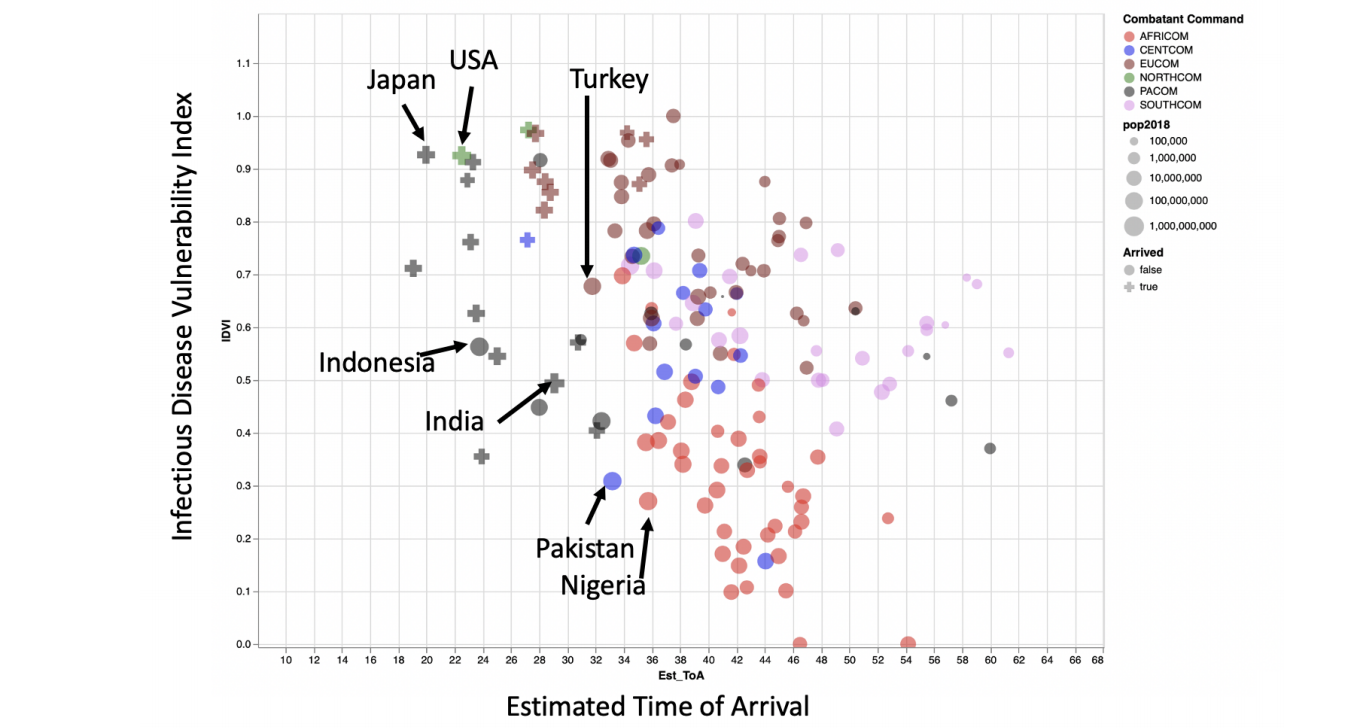 Infectious Disease Vulnerability Index
IDVI
1.1
1.0
0.9
0.8
0.7
0.6
0.5
0.4
0.3
0.2
0.1
0.0
Japan
USA
Turkey
Indonesia
India
Pakistan
Nigeria
10 12 14 16 18 20 22 24 26 28 30 32 34 36 38 40 42 44 46 48 50 52 54 56 58 60 62 64 66 68
Est_ToA
Estimated Time of Arrival
Combatant Command
AFRICOM
CENTCOM
EUCOM
NORTHCOM
PACOM
SOUTHCOM
pop2018
100,000
1,000,000
10,000,000
100,000,000
1,000,000,000
Arrived
false
true